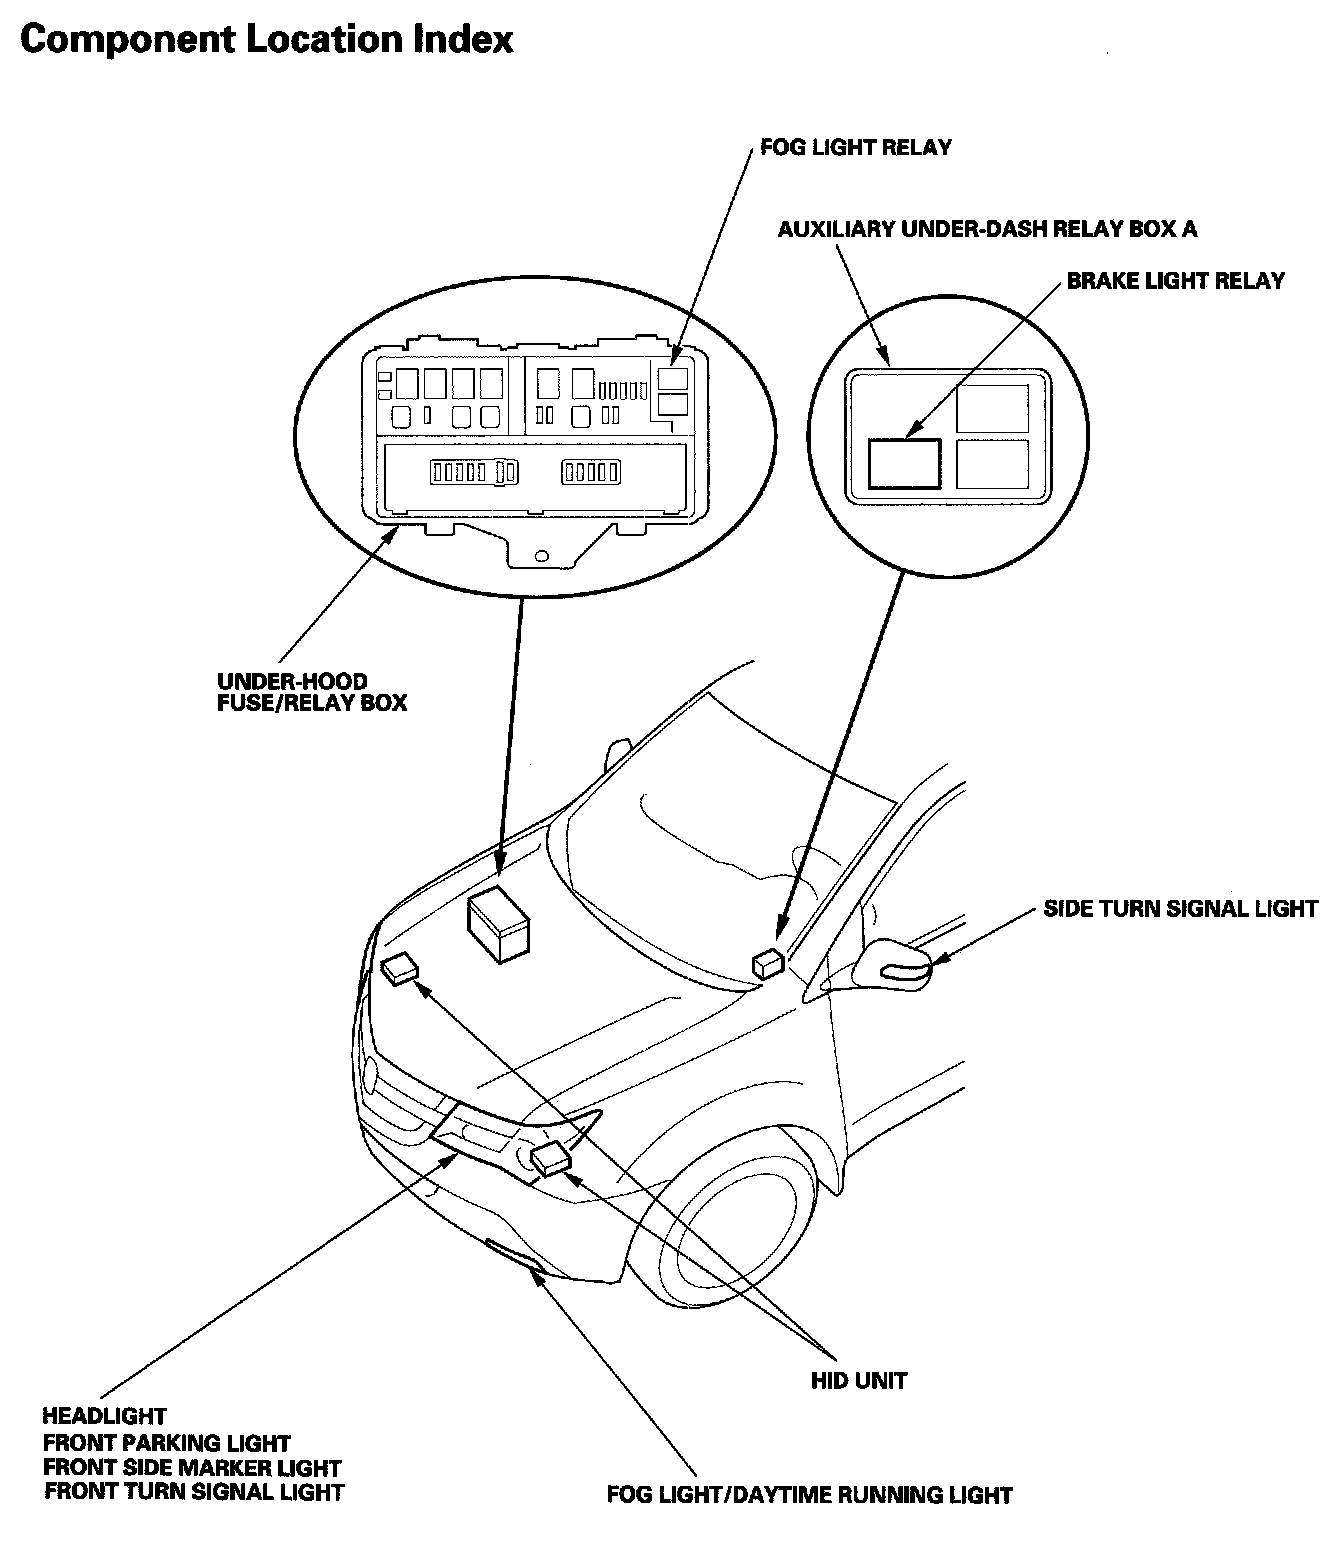 Component Location Index
FOG LIGHT RELAY
AUXILIARY UNDER-DASH RELAY BOX A
BRAKE LIGHT RELAY
UNDER-HOOD
FUSE/RELAY BOX
SIDE TURN SIGNAL LIGHT
HID UNIT
HEADLIGHT
FRONT PARKING LIGHT
FRONT SIDE MARKER LIGHT
FRONT TURN SIGNAL LIGHT
FOG LIGHT/DAYTIME RUNNING LIGHT